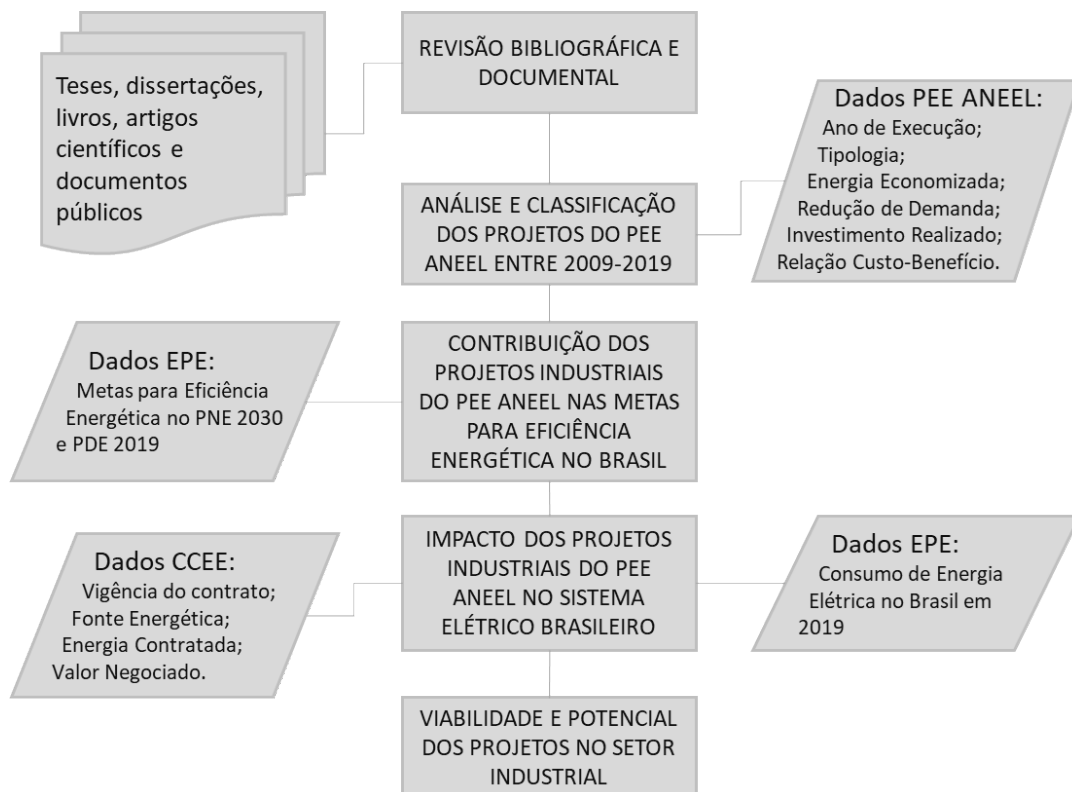 REVISÃO BIBLIOGRÁFICA E
DOCUMENTAL
Teses, dissertações,
livros, artigos
científicos e
documentos
públicos
ANÁLISE E CLASSIFICAÇÃO
DOS PROJETOS DO PEE
ANEEL ENTRE 2009-2019
Dados PEE ANEEL:
Ano de Execução;
Tipologia;
Energia Economizada;
Redução de Demanda;
Investimento Realizado;
Relação Custo-Benefício.
CONTRIBUIÇÃO DOS
PROJETOS INDUSTRIAIS
DO PEE ANEEL NAS METAS
PARA EFICIÊNCIA
ENERGÉTICA NO BRASIL
Dados EPE:
Metas para Eficiência
Energética no PNE 2030
e PDE 2019
IMPACTO DOS PROJETOS
INDUSTRIAIS DO PEE
ANEEL NO SISTEMA
ELÉTRICO BRASILEIRO
Dados CCEE:
Vigência do contrato;
Fonte Energética;
Energia Contratada;
Valor Negociado.
Dados EPE:
Consumo de Energia
Elétrica no Brasil em
2019
VIABILIDADE E POTENCIAL
DOS PROJETOS NO SETOR
INDUSTRIAL